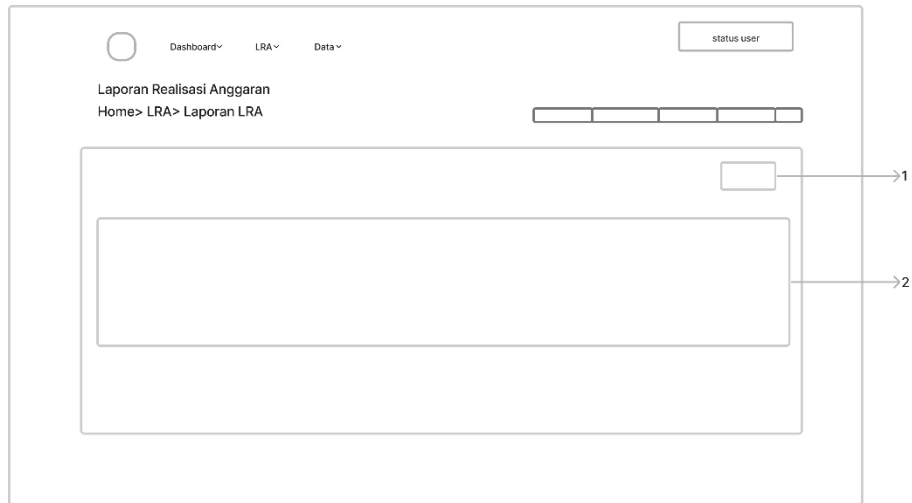 Dashboard LRA Data
status user
Laporan Realisasi Anggaran
Home> LRA> Laporan LRA
1
2